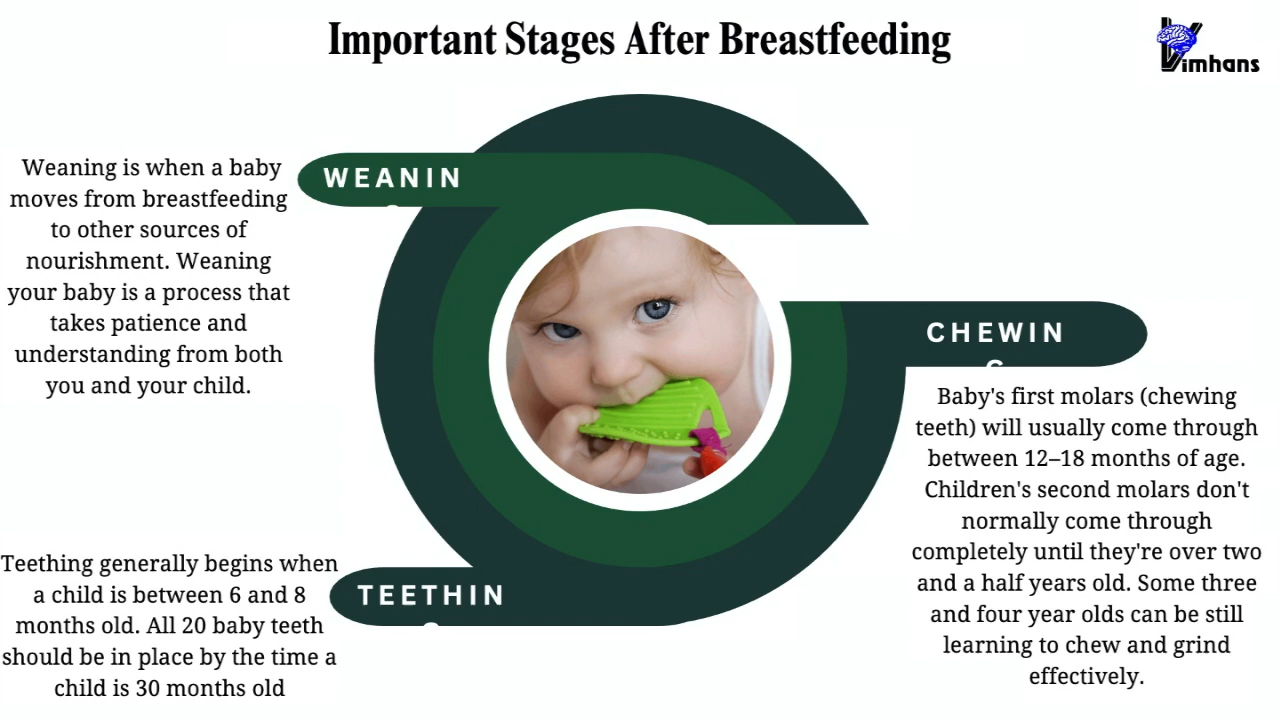 Important Stages After Breastfeeding
Vimhans
Weaning is when a baby
moves from breastfeeding
to other sources of
nourishment. Weaning
your baby is a process that
takes patience and
understanding from both
you and your child.
WEANIN
CHEWIN
Baby's first molars (chewing
teeth) will usually come through
between 12–18 months of age.
Children's second molars don't
normally come through
completely until they're over two
and a half years old. Some three
and four year olds can be still
learning to chew and grind
effectively.
TEETHIN
Teething generally begins when
a child is between 6 and 8
months old. All 20 baby teeth
should be in place by the time a
child is 30 months old